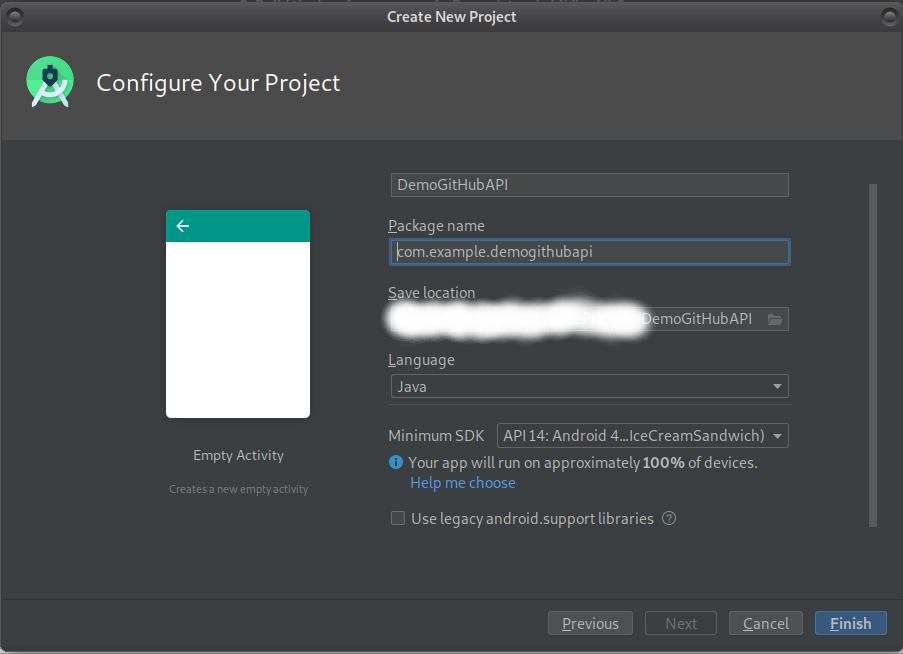 Create New Project
Configure Your Project
DemoGitHubAPI
Package name
com.example.demogithubapi
Save location
DemoGitHubAPI
Language
Java
Minimum SDK API 14: Android 4...IceCreamSandwich)
Your app will run on approximately 100% of devices.
Help me choose
Use legacy android.support libraries ?
Empty Activity
Creates a new empty activity
Previous Next Cancel Finish